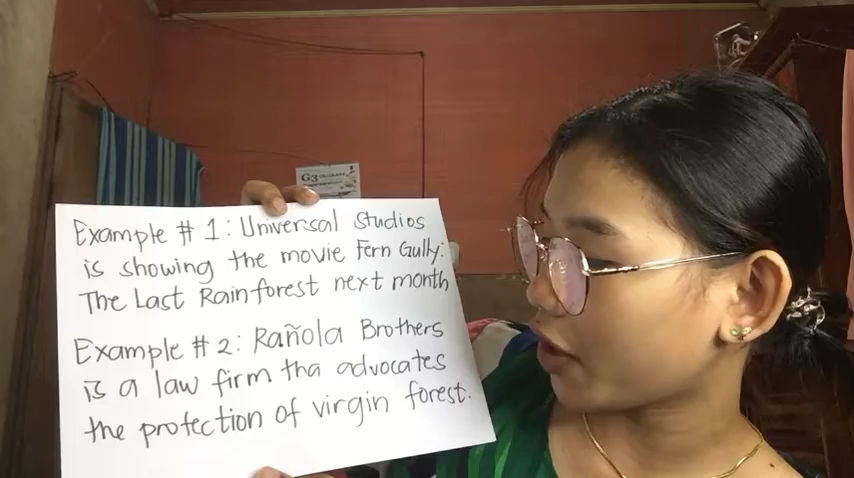 Example # 1: Universal Studios
is showing the movie Fern Gully:
The Last Rainforest next month
Example # 2: Rañola Brothers
is a law firm tha advocates
the protection of virgin forest.
G3